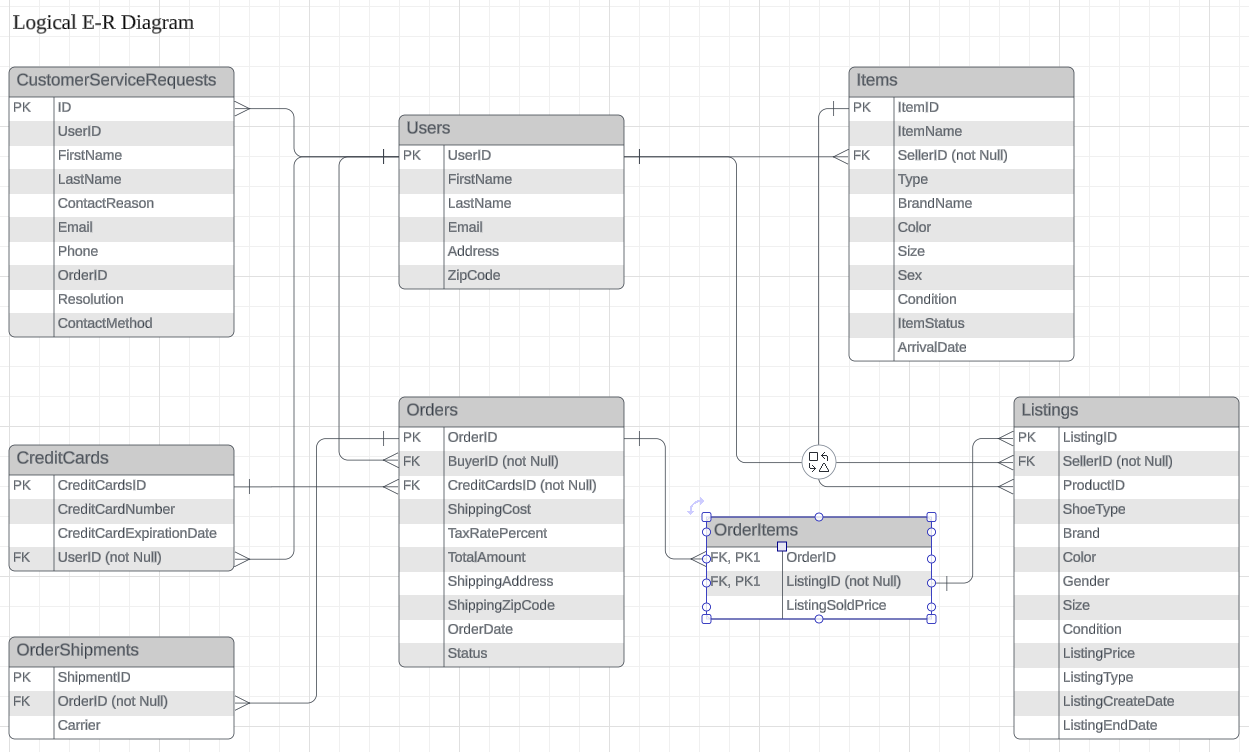 Logical E-R Diagram
CustomerServiceRequests
PK ID
UserID
FirstName
LastName
ContactReason
Email
Phone
OrderID
Resolution
ContactMethod
Users
PK UserID
FirstName
LastName
Email
Address
ZipCode
Items
PK ItemID
ItemName
FK SellerID (not Null)
Type
BrandName
Color
Size
Sex
Condition
ItemStatus
ArrivalDate
CreditCards
PK CreditCardsID
CreditCardNumber
CreditCardExpirationDate
FK UserID (not Null)
Orders
PK OrderID
FK BuyerID (not Null)
FK CreditCardsID (not Null)
ShippingCost
TaxRatePercent
TotalAmount
ShippingAddress
ShippingZipCode
OrderDate
Status
OrderItems
FK, PK1 OrderID
FK, PK1 ListingID (not Null)
ListingSoldPrice
Listings
PK ListingID
FK SellerID (not Null)
ProductID
ShoeType
Brand
Color
Gender
Size
Condition
ListingPrice
ListingType
ListingCreateDate
ListingEndDate
OrderShipments
PK ShipmentID
FK OrderID (not Null)
Carrier